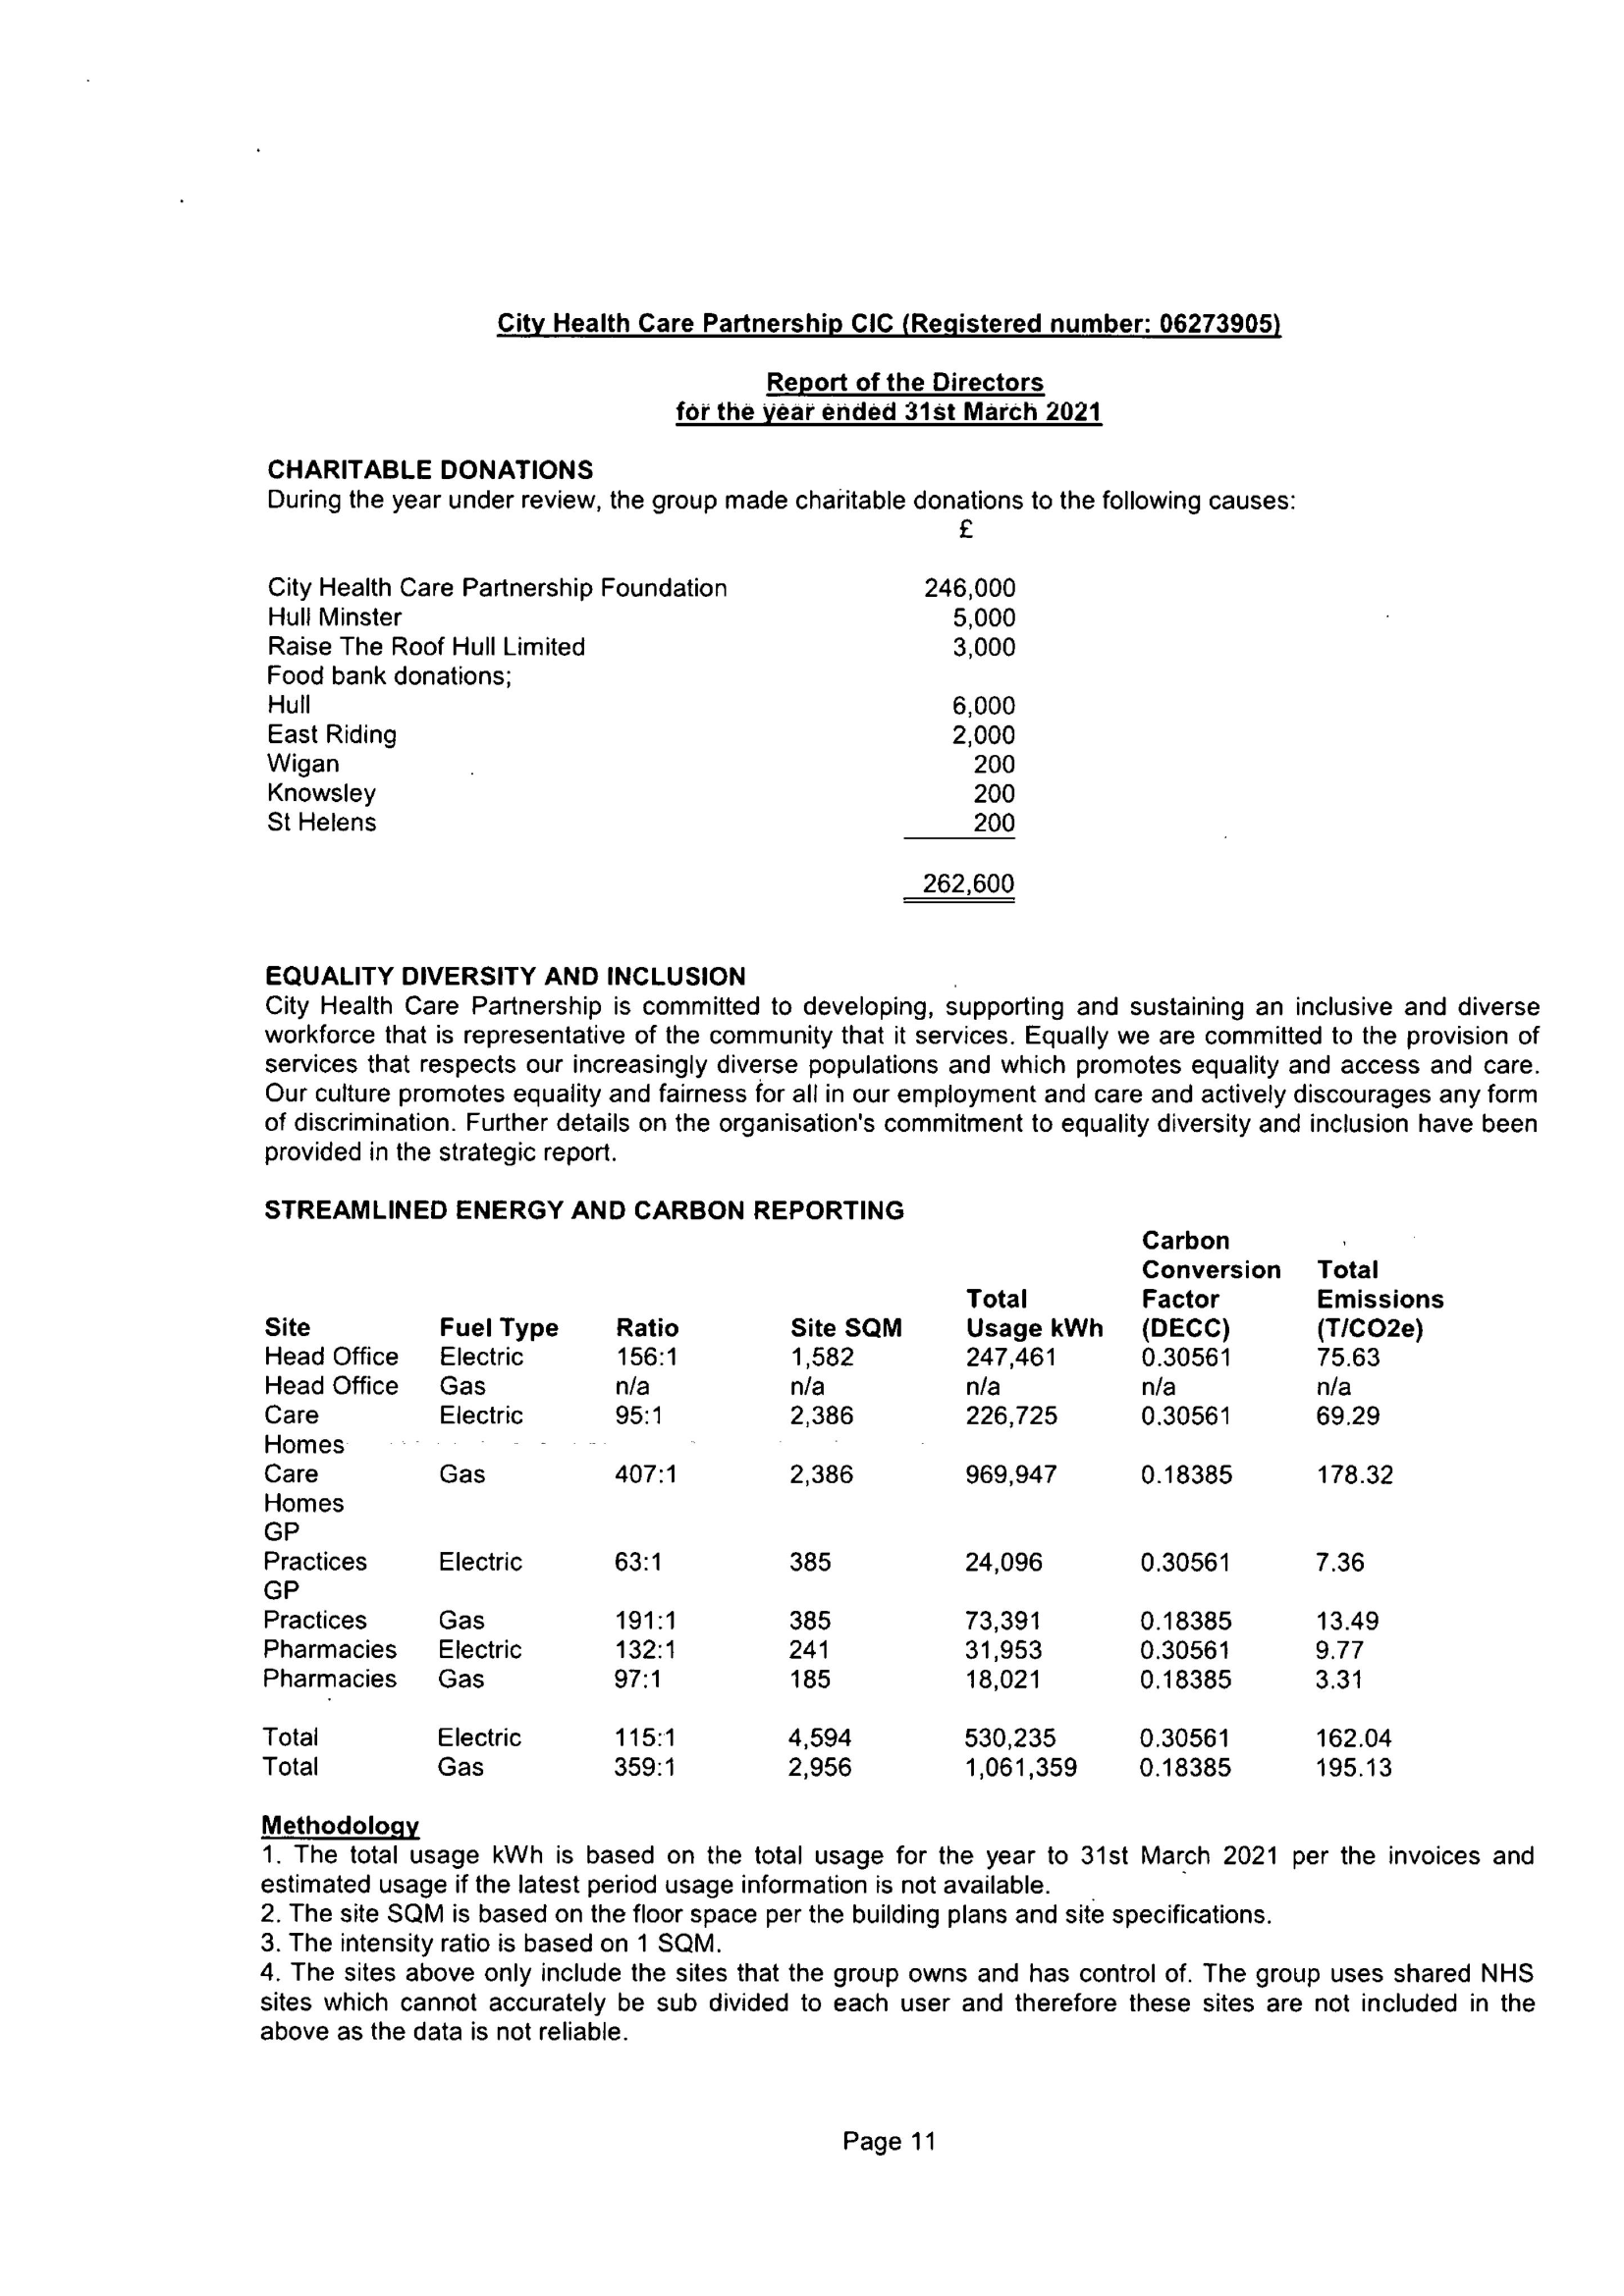 City Health Care Partnership CIC (Registered number: 06273905)
Report of the Directors
for the year ended 31st March 2021
CHARITABLE DONATIONS
During the year under review, the group made charitable donations to the following causes:
£
City Health Care Partnership Foundation 246,000
Hull Minster 5,000
Raise The Roof Hull Limited 3,000
Food bank donations;
Hull 6,000
East Riding 2,000
Wigan 200
Knowsley 200
St Helens 200
262,600
EQUALITY DIVERSITY AND INCLUSION
City Health Care Partnership is committed to developing, supporting and sustaining an inclusive and diverse
workforce that is representative of the community that it services. Equally we are committed to the provision of
services that respects our increasingly diverse populations and which promotes equality and access and care.
Our culture promotes equality and fairness for all in our employment and care and actively discourages any form
of discrimination. Further details on the organisation's commitment to equality diversity and inclusion have been
provided in the strategic report.
STREAMLINED ENERGY AND CARBON REPORTING
Carbon
Conversion Total
Total Factor Emissions
Site Fuel Type Ratio Site SQM Usage kWh (DECC) (T/CO2e)
Head Office Electric 156:1 1,582 247,461 0.30561 75.63
Head Office Gas n/a n/a n/a n/a n/a
Care Electric 95:1 2,386 226,725 0.30561 69.29
Homes
Care Gas 407:1 2,386 969,947 0.18385 178.32
Homes
GP
Practices Electric 63:1 385 24,096 0.30561 7.36
GP
Practices Gas 191:1 385 73,391 0.18385 13.49
Pharmacies Electric 132:1 241 31,953 0.30561 9.77
Pharmacies Gas 97:1 185 18,021 0.18385 3.31
Total Electric 115:1 4,594 530,235 0.30561 162.04
Total Gas 359:1 2,956 1,061,359 0.18385 195.13
Methodology
1. The total usage kWh is based on the total usage for the year to 31st March 2021 per the invoices and
estimated usage if the latest period usage information is not available.
2. The site SQM is based on the floor space per the building plans and site specifications.
3. The intensity ratio is based on 1 SQM.
4. The sites above only include the sites that the group owns and has control of. The group uses shared NHS
sites which cannot accurately be sub divided to each user and therefore these sites are not included in the
above as the data is not reliable.
Page 11